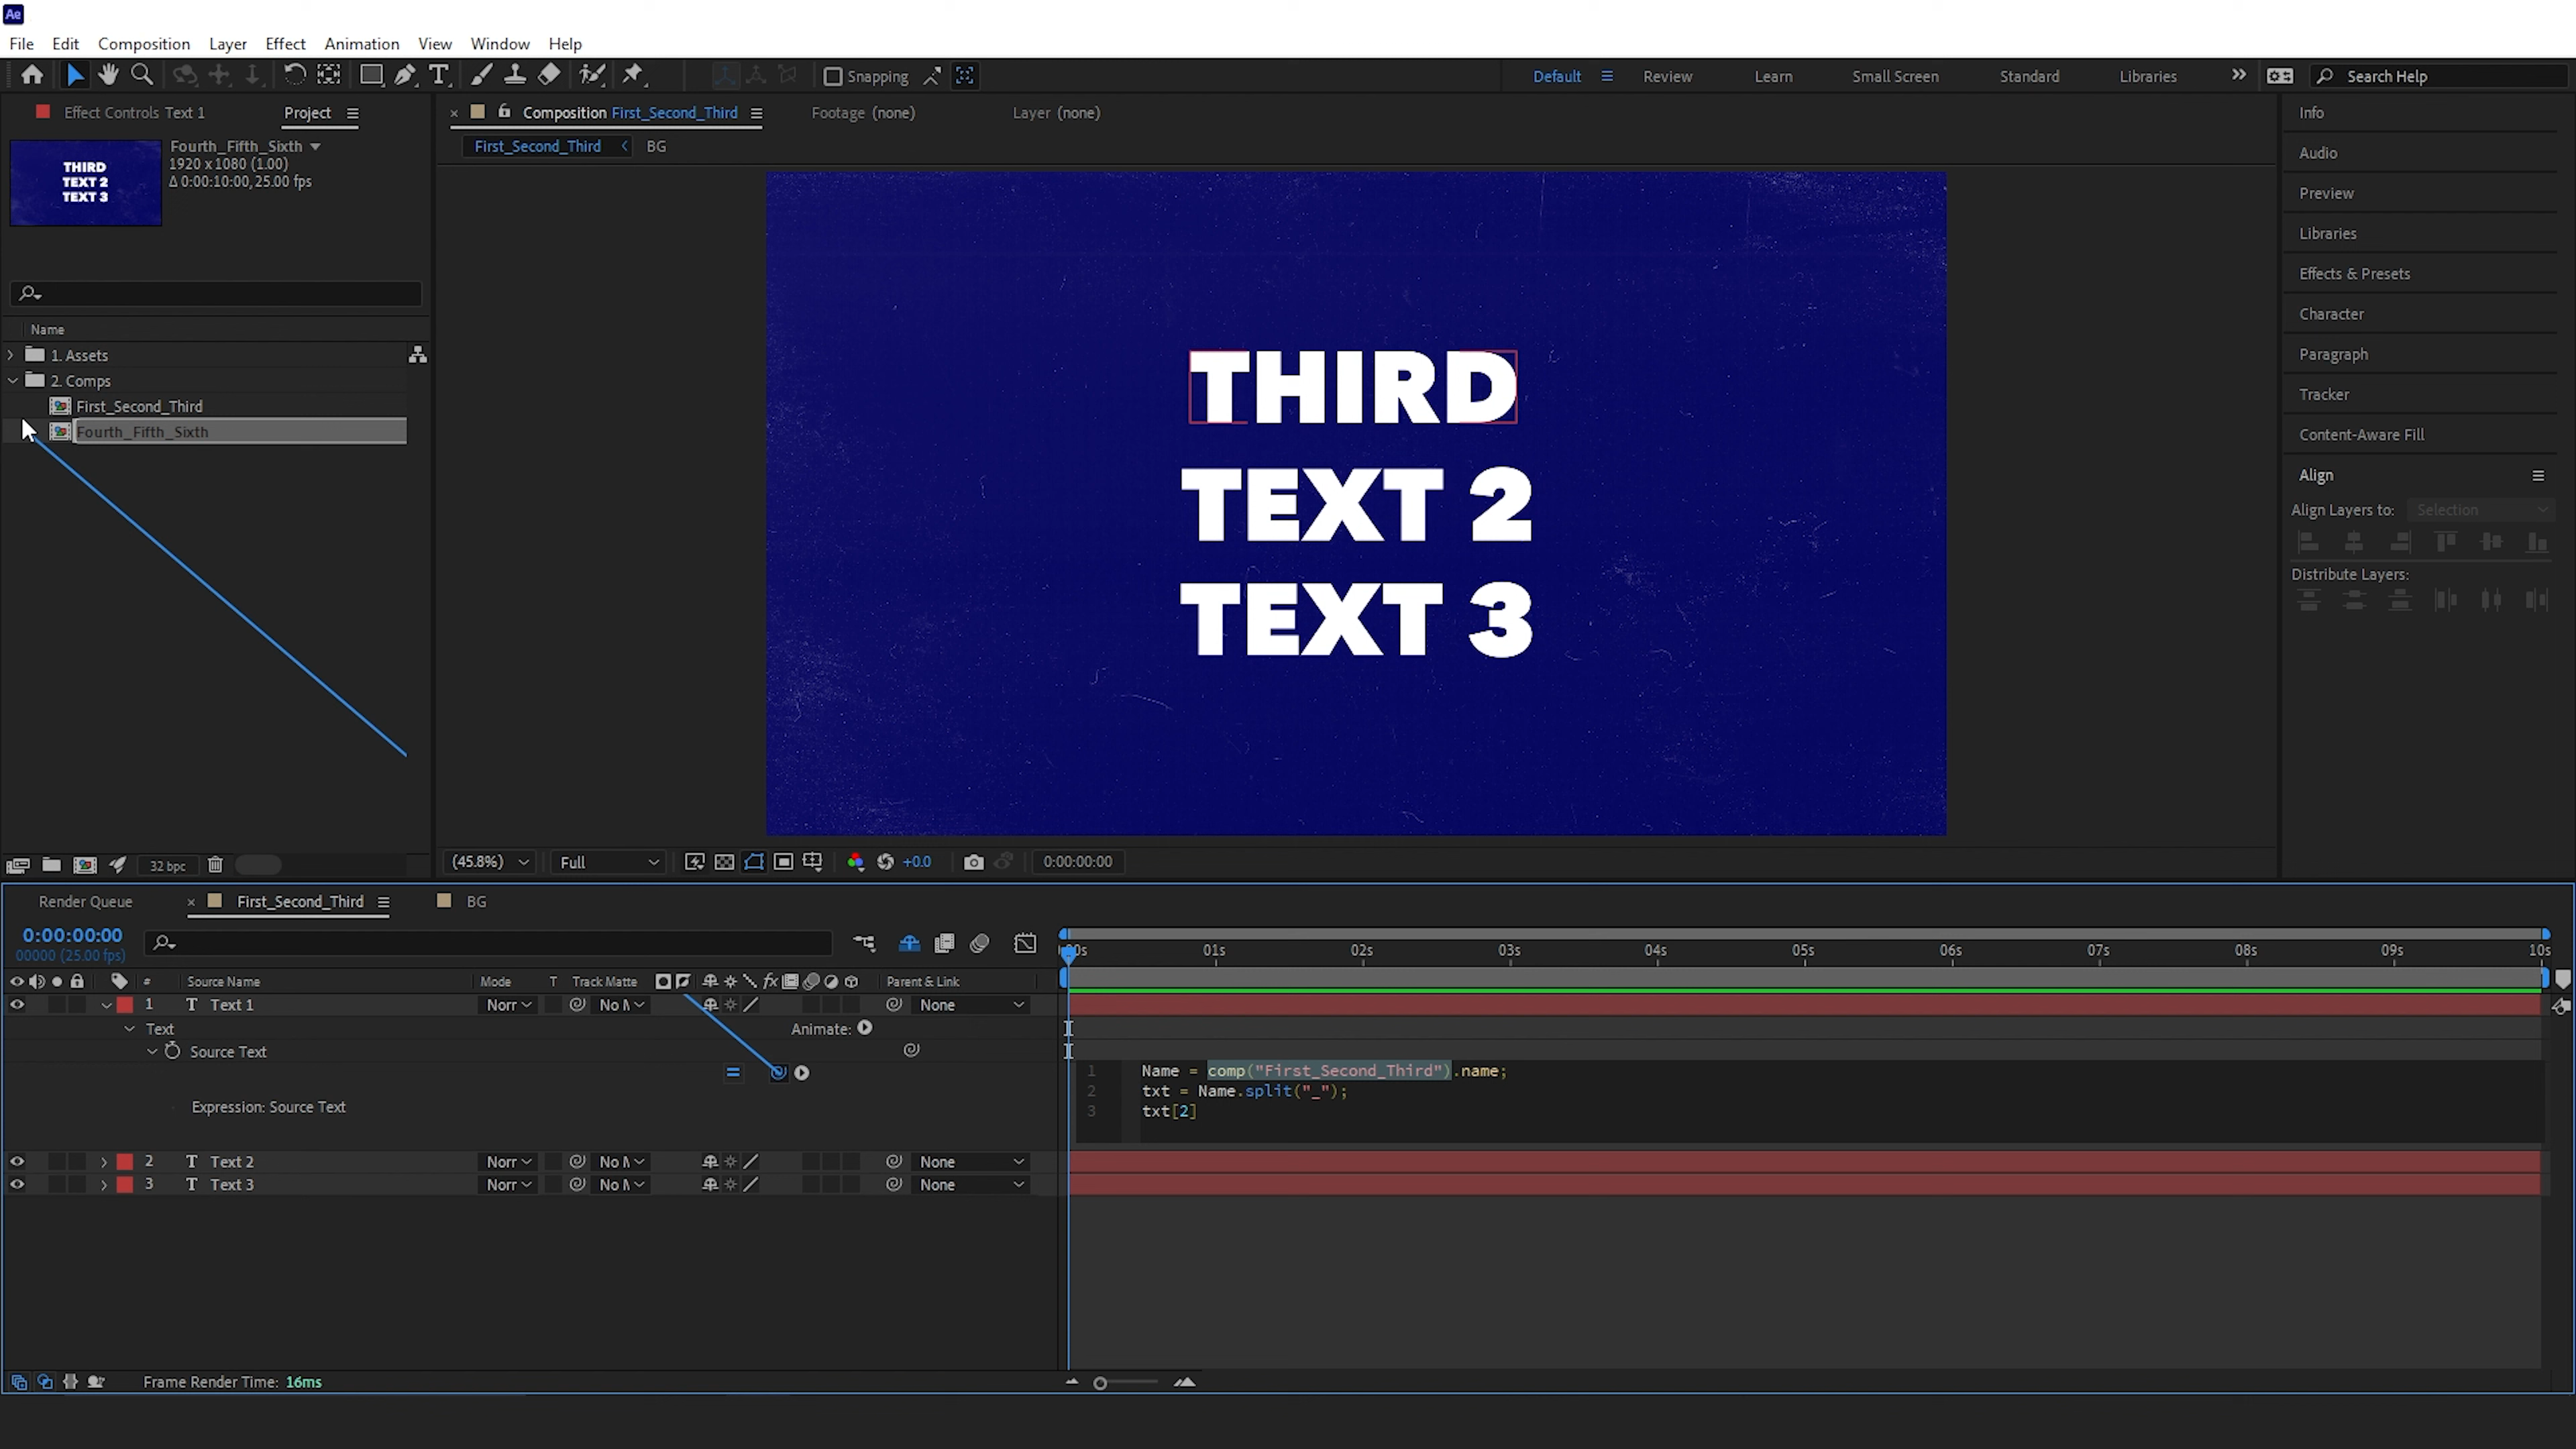 Ae
File Edit Composition Layer Effect Animation View Window Help
Snapping
Default Review Learn Small Screen Standard Libraries Search Help
Effect Controls Text 1 Project
Composition First_Second_Third Footage (none) Layer (none)
First_Second_Third BG
Fourth_Fifth_Sixth
1920 x 1080 (1.00)
Δ 0:00:10:00, 25.00 fps
THIRD
TEXT 2
TEXT 3
Name
1. Assets
2. Comps
First_Second_Third
Fourth_Fifth_Sixth
32 bpc
THIRD
TEXT 2
TEXT 3
(45.8%) Full +0.0 0:00:00:00
Info
Audio
Preview
Libraries
Effects & Presets
Character
Paragraph
Tracker
Content-Aware Fill
Align
Align Layers to: Selection
Distribute Layers:
Render Queue First_Second_Third BG
0:00:00:00
00000 (25.00 fps)
01s 02s 03s 04s 05s 06s 07s 08s 09s 10s
# Source Name Mode T Track Matte fx Parent & Link
1 T Text 1 Norr No M None
Text Animate:
Source Text
1 Name = comp("First_Second_Third").name;
2 txt = Name.split("_");
3 txt[2]
Expression: Source Text
2 T Text 2 Norr No M None
3 T Text 3 Norr No M None
Frame Render Time: 16ms